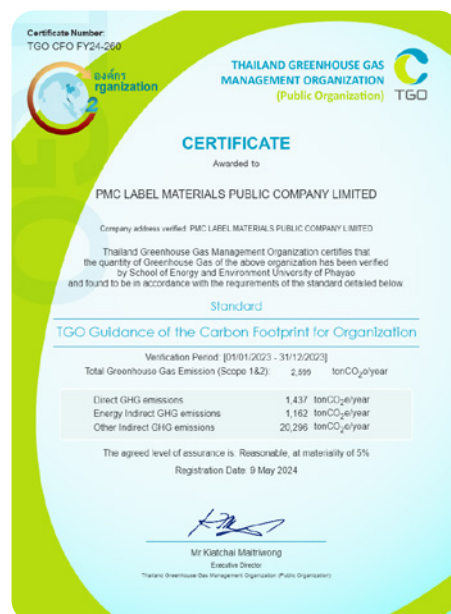 Certificate Number:
TGO CFO FY24-260
องค์กร
rganization
2
THAILAND GREENHOUSE GAS
MANAGEMENT ORGANIZATION
(Public Organization)
TGO
CERTIFICATE
Awarded to
PMC LABEL MATERIALS PUBLIC COMPANY LIMITED
Company address verified: PMC LABEL MATERIALS PUBLIC COMPANY LIMITED
Thailand Greenhouse Gas Management Organization certifies that
the quantity of Greenhouse Gas of the above organization has been verified
by School of Energy and Environment University of Phayao
and found to be in accordance with the requirements of the standard detailed below
Standard
TGO Guidance of the Carbon Footprint for Organization
Verification Period: [01/01/2023 - 31/12/2023]
Total Greenhouse Gas Emission (Scope 1&2): 2,599 tonCO2e/year
Direct GHG emissions 1,437 tonCO2e/year
Energy Indirect GHG emissions 1,162 tonCO2e/year
Other Indirect GHG emissions 20,296 tonCO2e/year
The agreed level of assurance is: Reasonable, at materiality of 5%
Registration Date: 9 May 2024
Mr Kiatchai Maitriwong
Executive Director
Thailand Greenhouse Gas Management Organization (Public Organization)